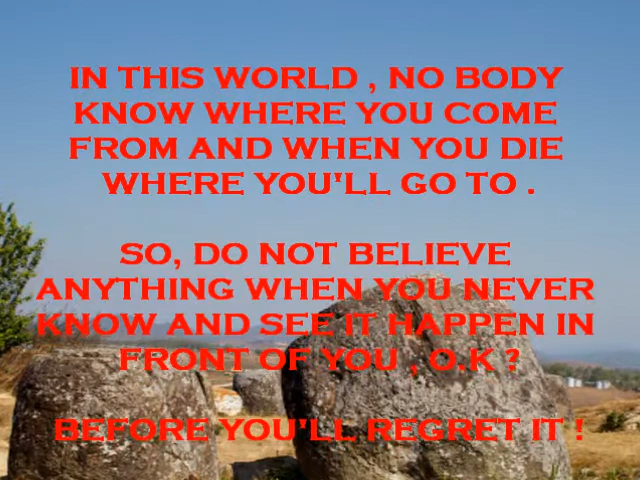 IN THIS WORLD , NO BODY
KNOW WHERE YOU COME
FROM AND WHEN YOU DIE
WHERE YOU'LL GO TO .
SO, DO NOT BELIEVE
ANYTHING WHEN YOU NEVER
KNOW AND SEE IT HAPPEN IN
FRONT OF YOU , O.K ?
BEFORE YOU'LL REGRET IT !